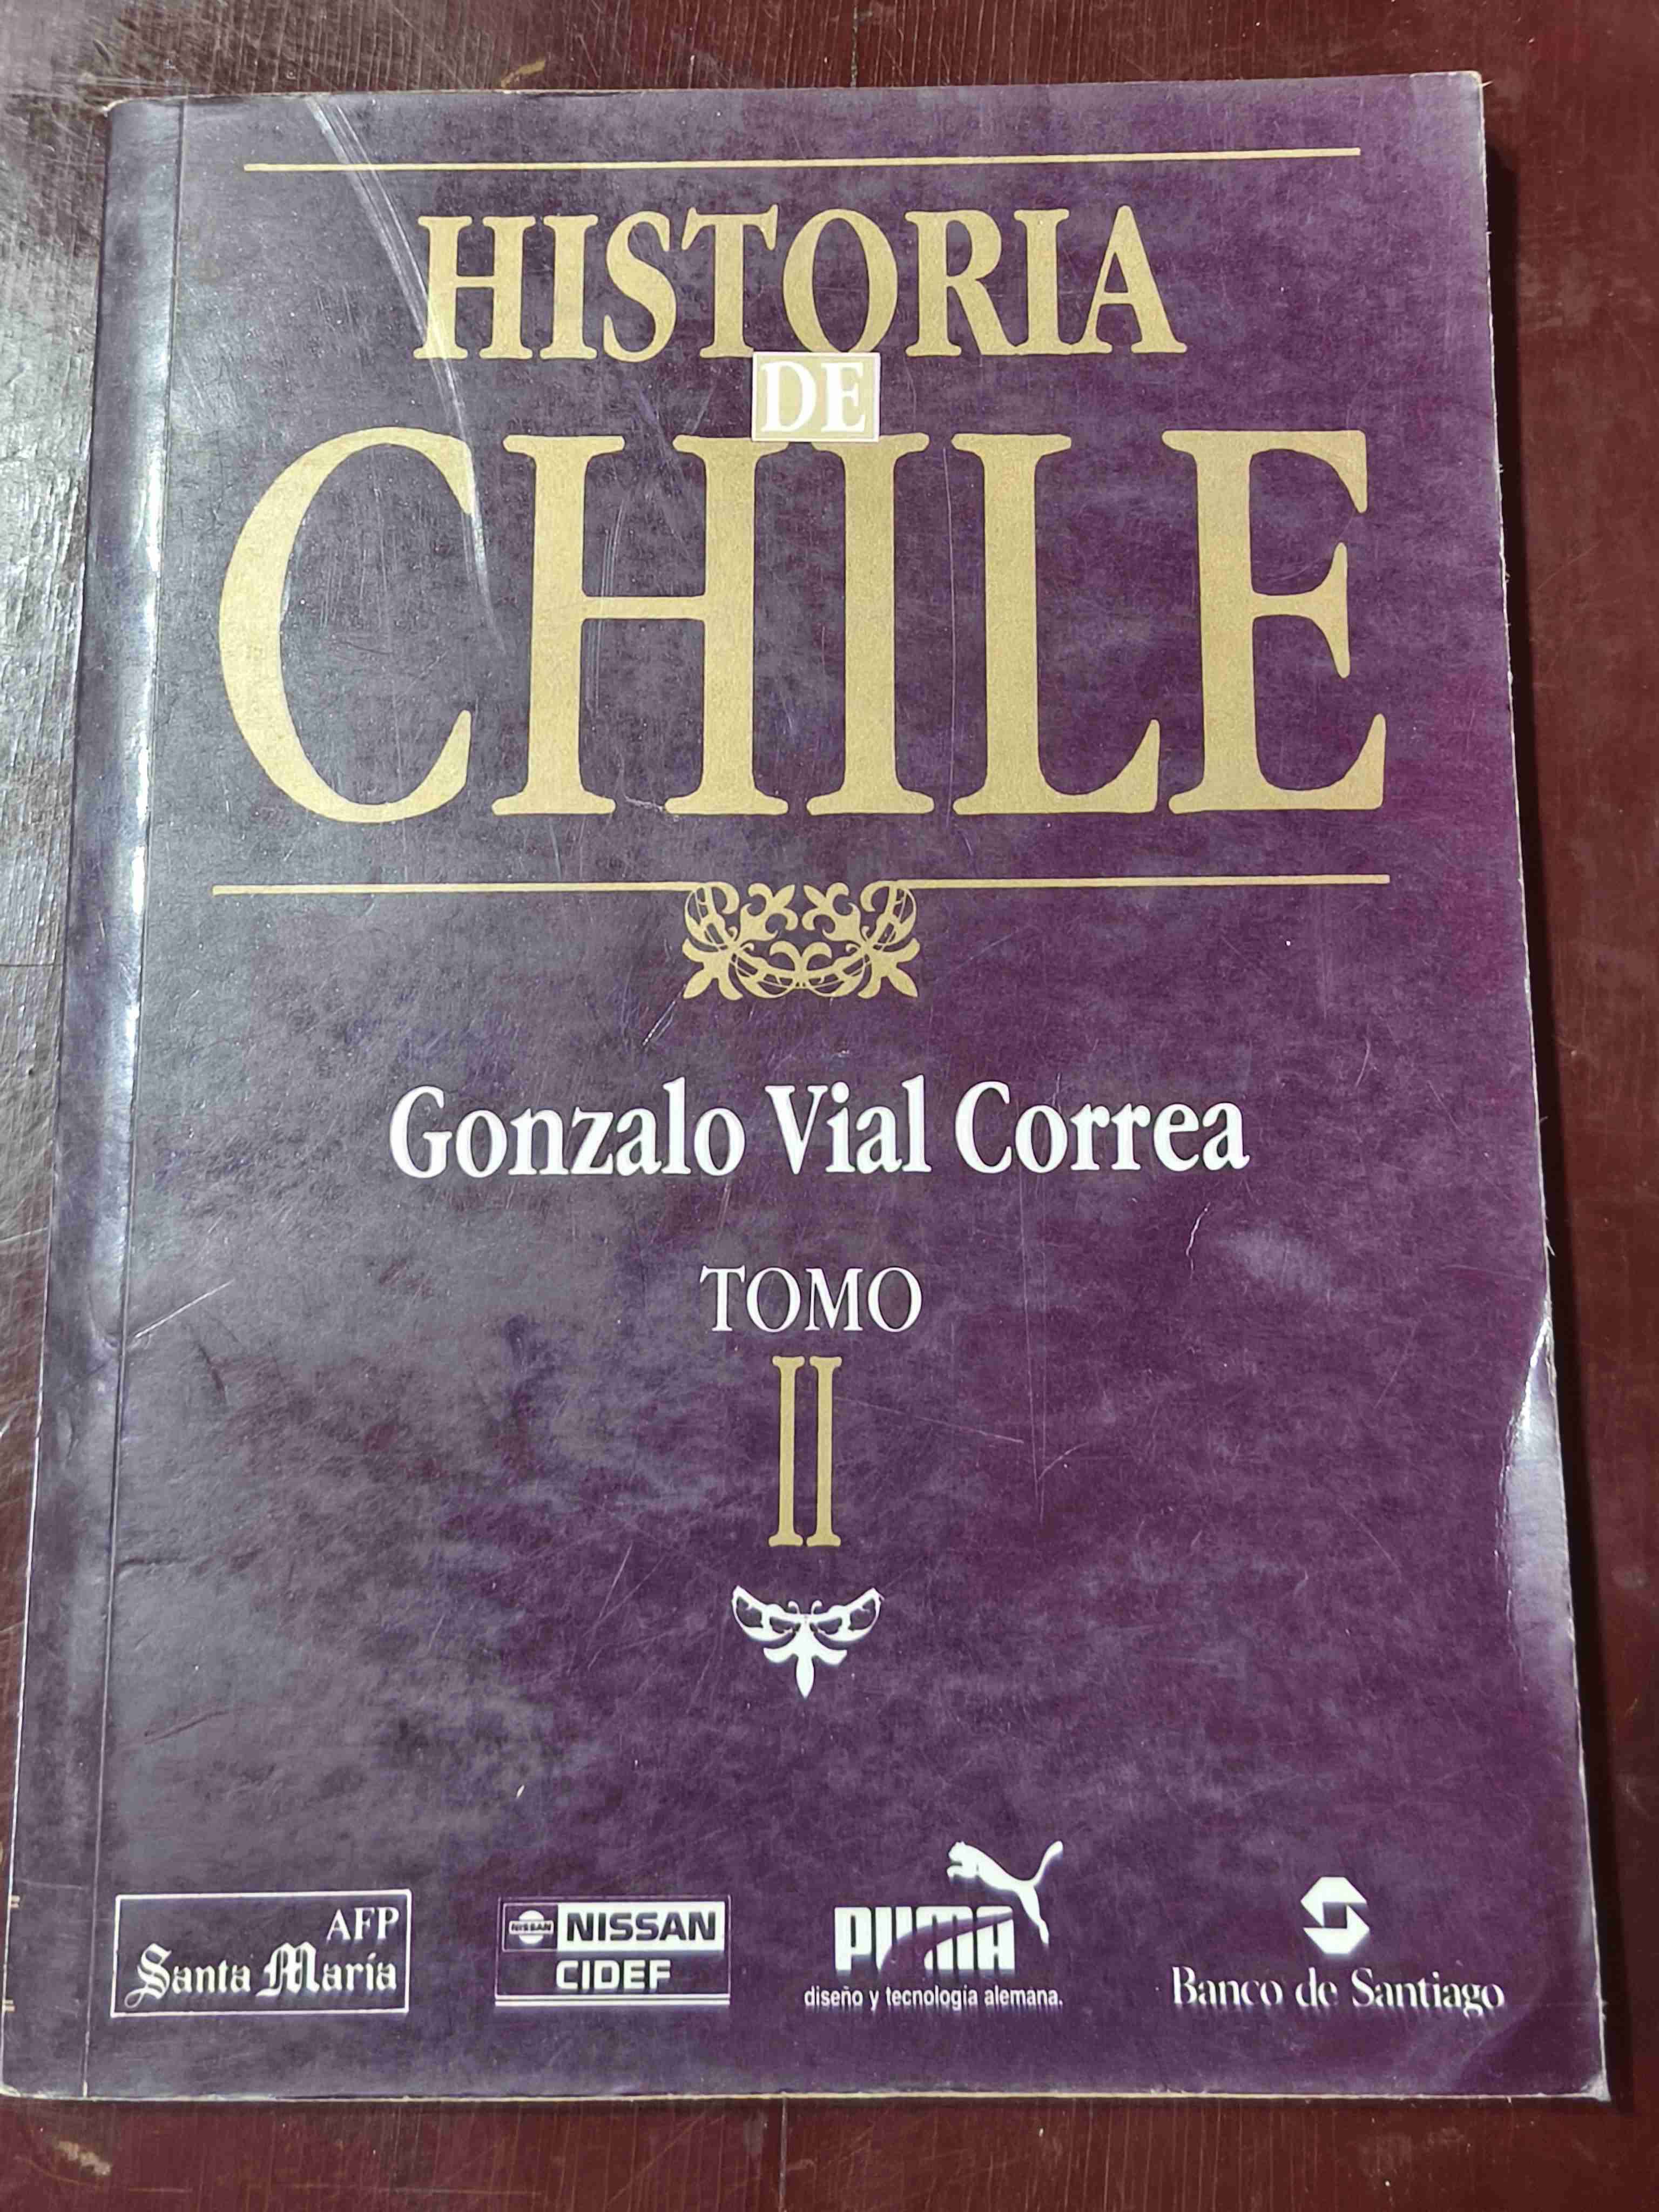 HISTORIA
DE
CHILE
Gonzalo Vial Correa
TOMO
II
AFP
Santa María
NISSAN NISSAN
CIDEF
PUMA
diseño y tecnología alemana.
Banco de Santiago